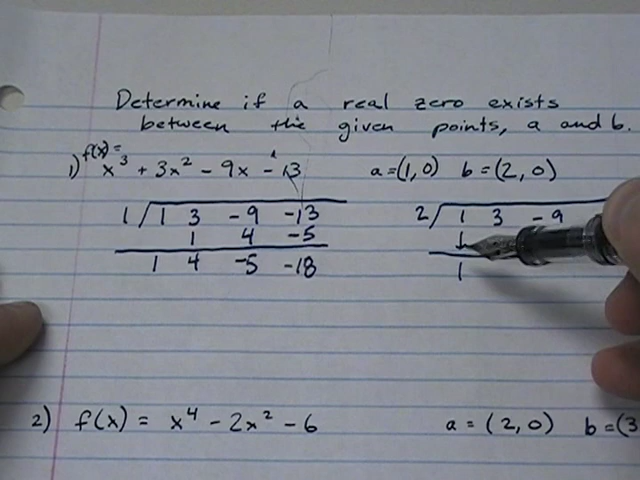 Determine if a real zero exists
between the given points, a and b.
f(x)=
1) x³ + 3x² - 9x - 13 a=(1,0) b=(2,0)
1 1 3 -9 -13 2 1 3 -9
1 4 -5
1 4 -5 -18 1
2) f(x) = x⁴ - 2x² - 6 a=(2,0) b=(3